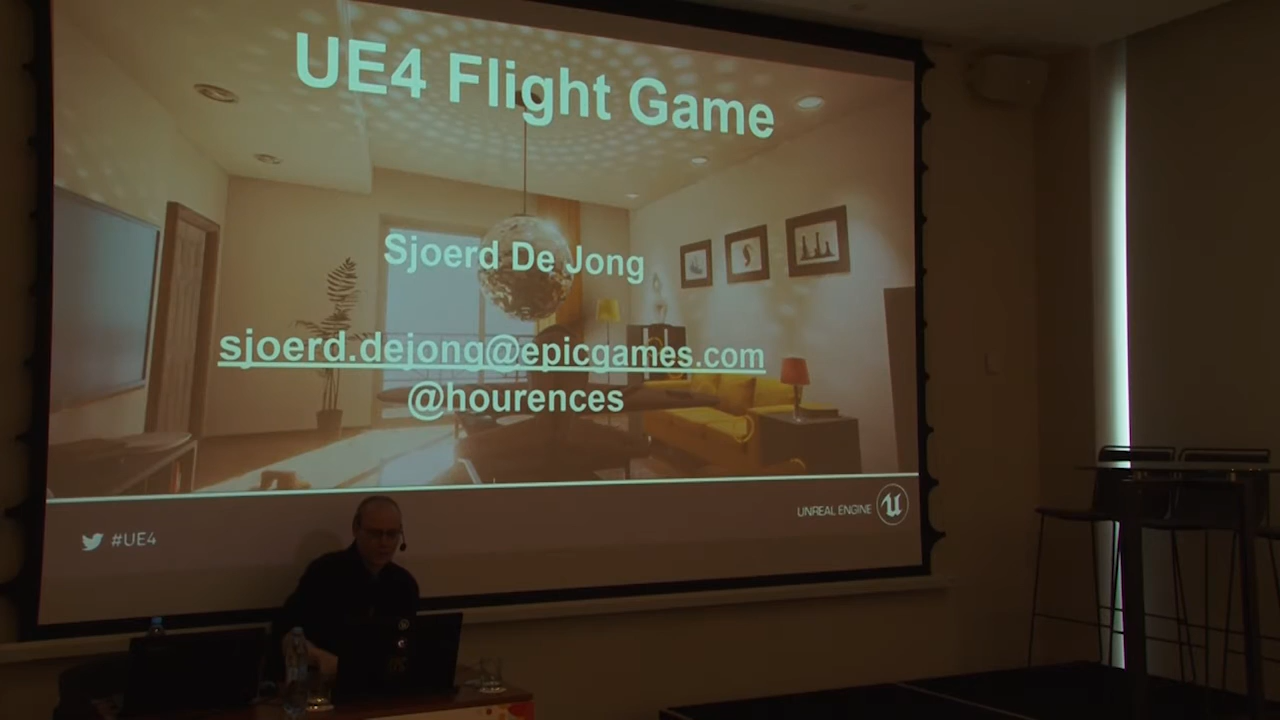 UE4 Flight Game
Sjoerd De Jong
sjoerd.dejong@epicgames.com
@hourences
UNREAL ENGINE
#UE4